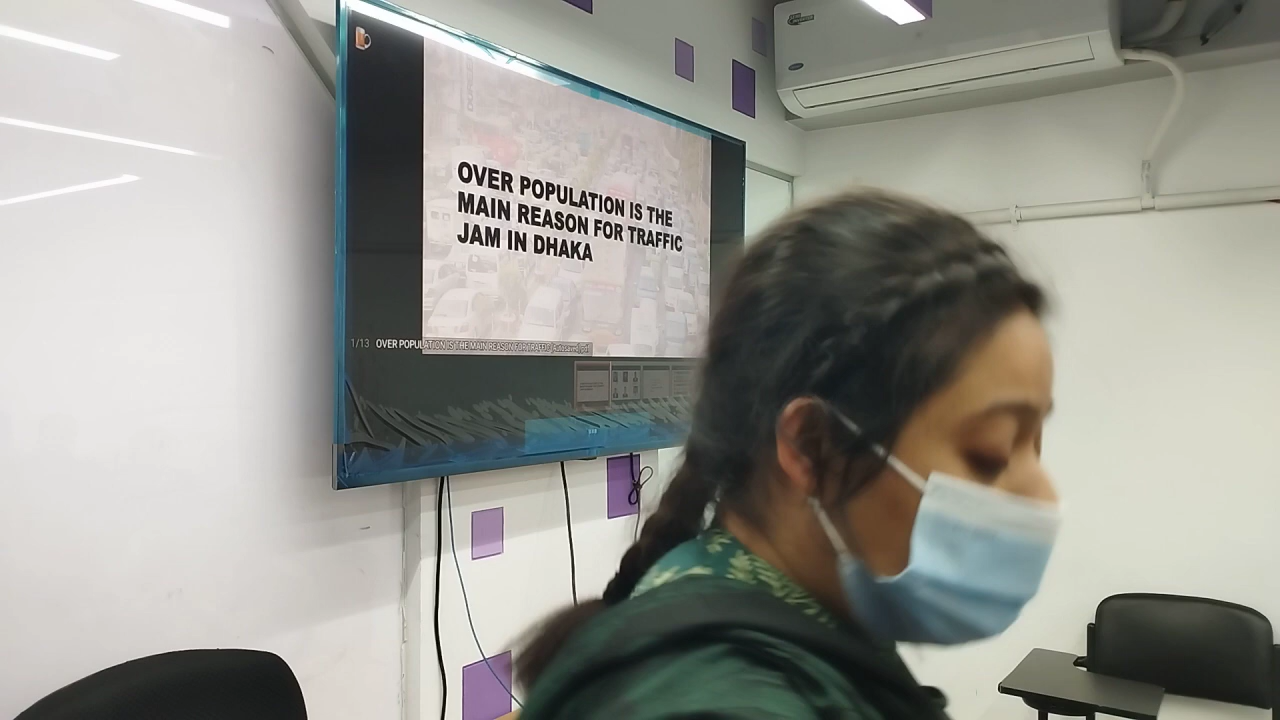 OVER POPULATION IS THE
MAIN REASON FOR TRAFFIC
JAM IN DHAKA
1/13 OVER POPULATION IS THE MAIN REASON FOR TRAFFIC